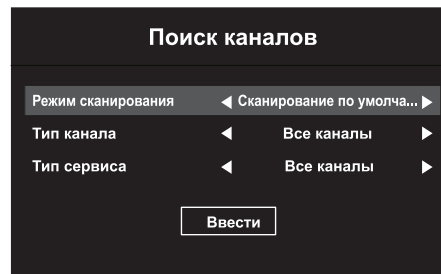 Поиск каналов
Режим сканирования Сканирование по умолча...
Тип канала Все каналы
Тип сервиса Все каналы
Ввести